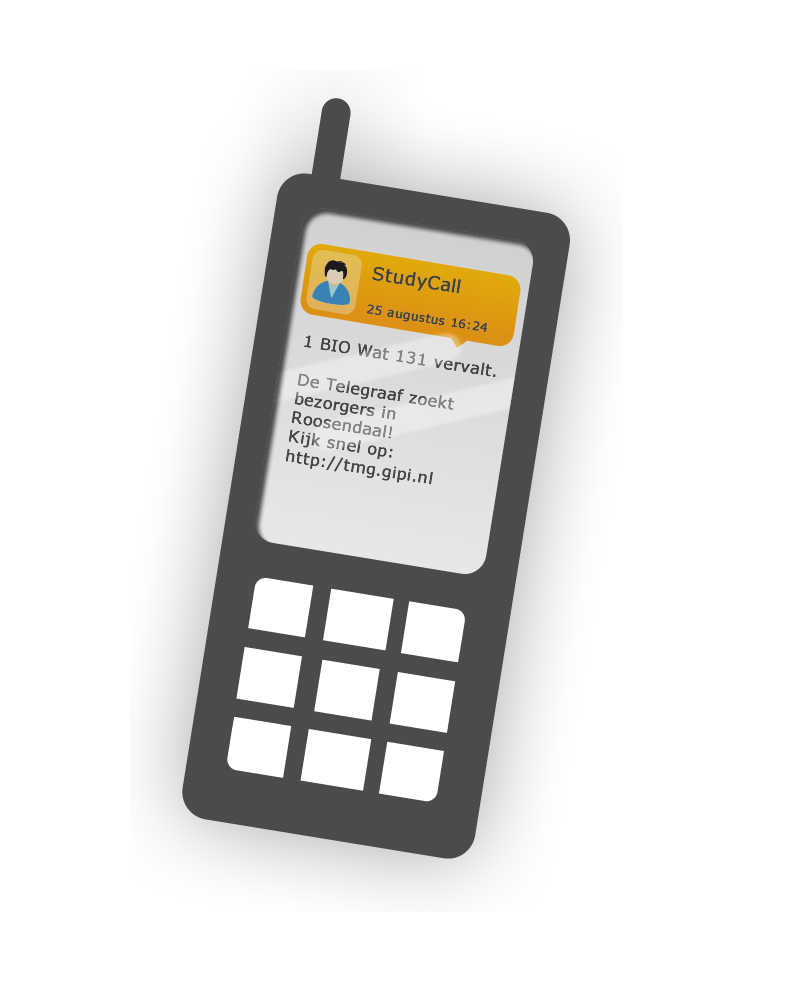 StudyCall
25 augustus 16:24
1 BIO Wat 131 vervalt.
De Telegraaf zoekt
bezorgers in
Roosendaal!
Kijk snel op:
http://tmg.gipi.nl